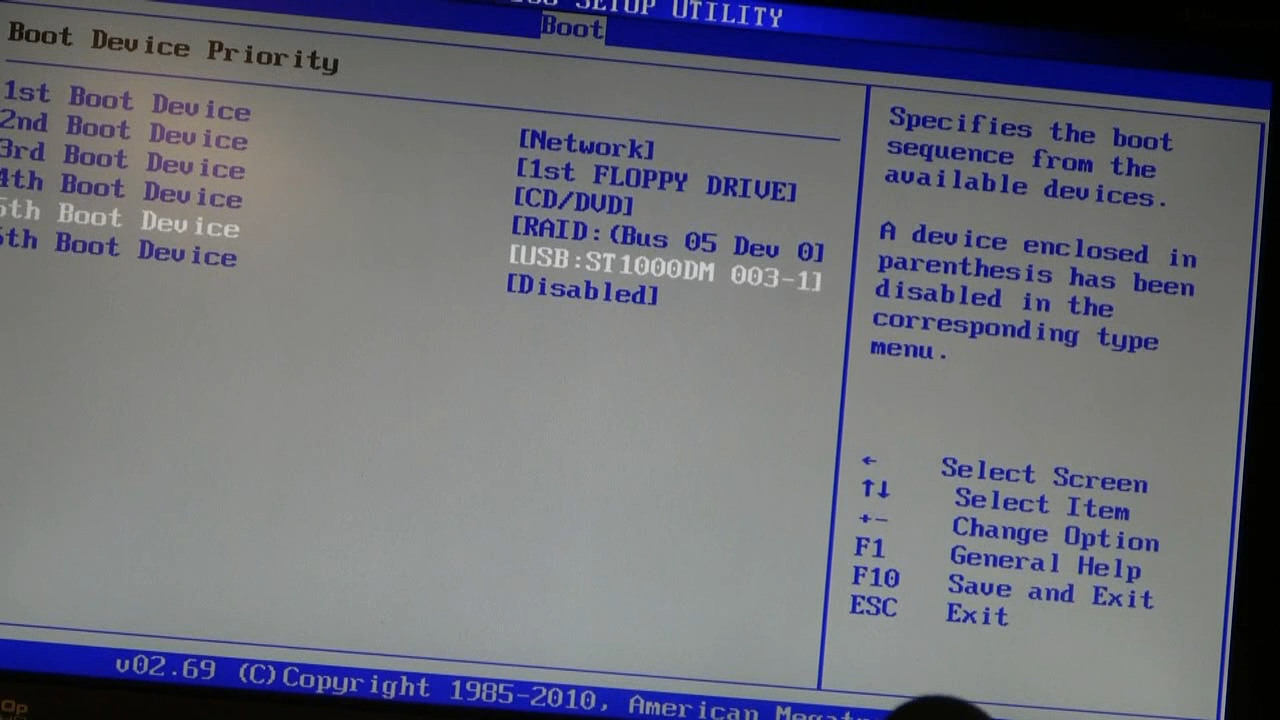 SETUP UTILITY
Boot
Boot Device Priority
1st Boot Device [Network]
2nd Boot Device [1st FLOPPY DRIVE]
3rd Boot Device [CD/DVD]
4th Boot Device [RAID:(Bus 05 Dev 0]
5th Boot Device [USB:ST1000DM 003-1]
6th Boot Device [Disabled]
Specifies the boot
sequence from the
available devices.
A device enclosed in
parenthesis has been
disabled in the
corresponding type
menu.
← Select Screen
↑↓ Select Item
+- Change Option
F1 General Help
F10 Save and Exit
ESC Exit
v02.69 (C)Copyright 1985-2010, American
Op